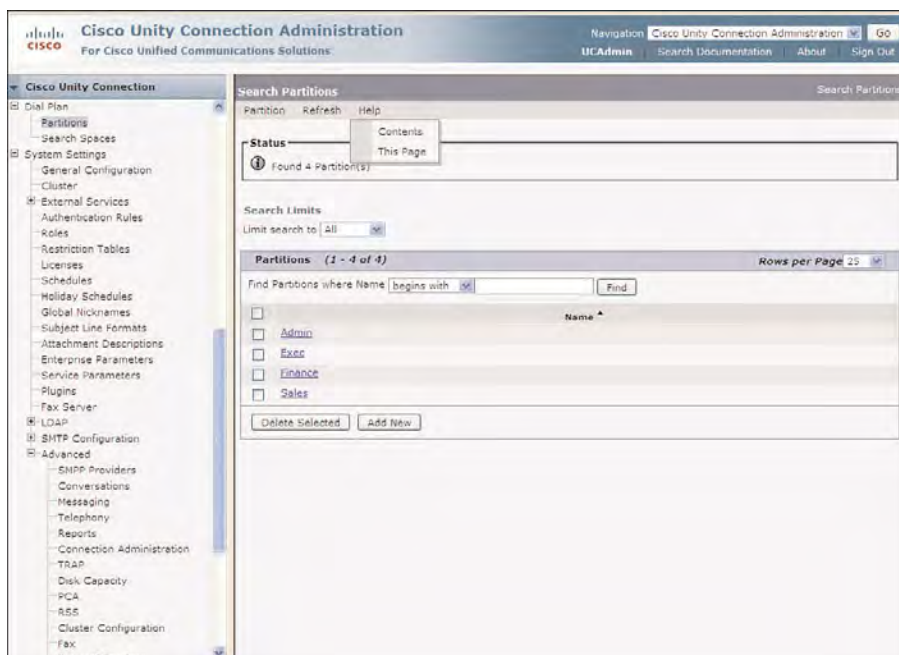 cisco
Cisco Unity Connection Administration
For Cisco Unified Communications Solutions
Navigation Cisco Unity Connection Administration Go
UCAdmin Search Documentation About Sign Out
Cisco Unity Connection
Dial Plan
Partitions
Search Spaces
System Settings
General Configuration
Cluster
External Services
Authentication Rules
Roles
Restriction Tables
Licenses
Schedules
Holiday Schedules
Global Nicknames
Subject Line Formats
Attachment Descriptions
Enterprise Parameters
Service Parameters
Plugins
Fax Server
LDAP
SMTP Configuration
Advanced
SMPP Providers
Conversations
Messaging
Telephony
Reports
Connection Administration
TRAP
Disk Capacity
PCA
RSS
Cluster Configuration
Fax
Search Partitions
Search Partitions
Partition Refresh Help
Contents
This Page
Status
Found 4 Partition(s)
Search Limits
Limit search to All
Partitions (1 - 4 of 4)
Rows per Page 25
Find Partitions where Name begins with Find
Name
Admin
Exec
Finance
Sales
Delete Selected Add New